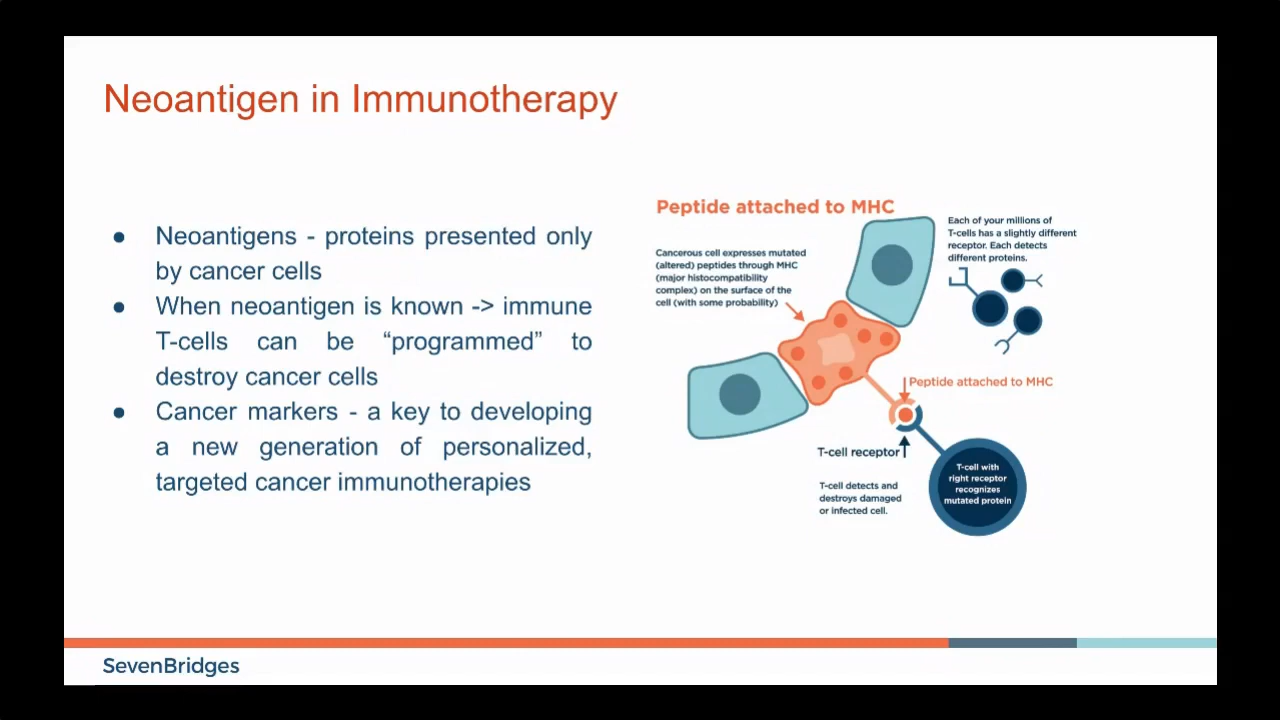 Neoantigen in Immunotherapy
● Neoantigens - proteins presented only
by cancer cells
● When neoantigen is known -> immune
T-cells can be “programmed” to
destroy cancer cells
● Cancer markers - a key to developing
a new generation of personalized,
targeted cancer immunotherapies
Peptide attached to MHC
Cancerous cell expresses mutated
(altered) peptides through MHC
(major histocompatibility
complex) on the surface of the
cell (with some probability)
Each of your millions of
T-cells has a slightly different
receptor. Each detects
different proteins.
Peptide attached to MHC
T-cell receptor
T-cell detects and
destroys damaged
or infected cell.
T-cell with
right receptor
recognizes
mutated protein
SevenBridges